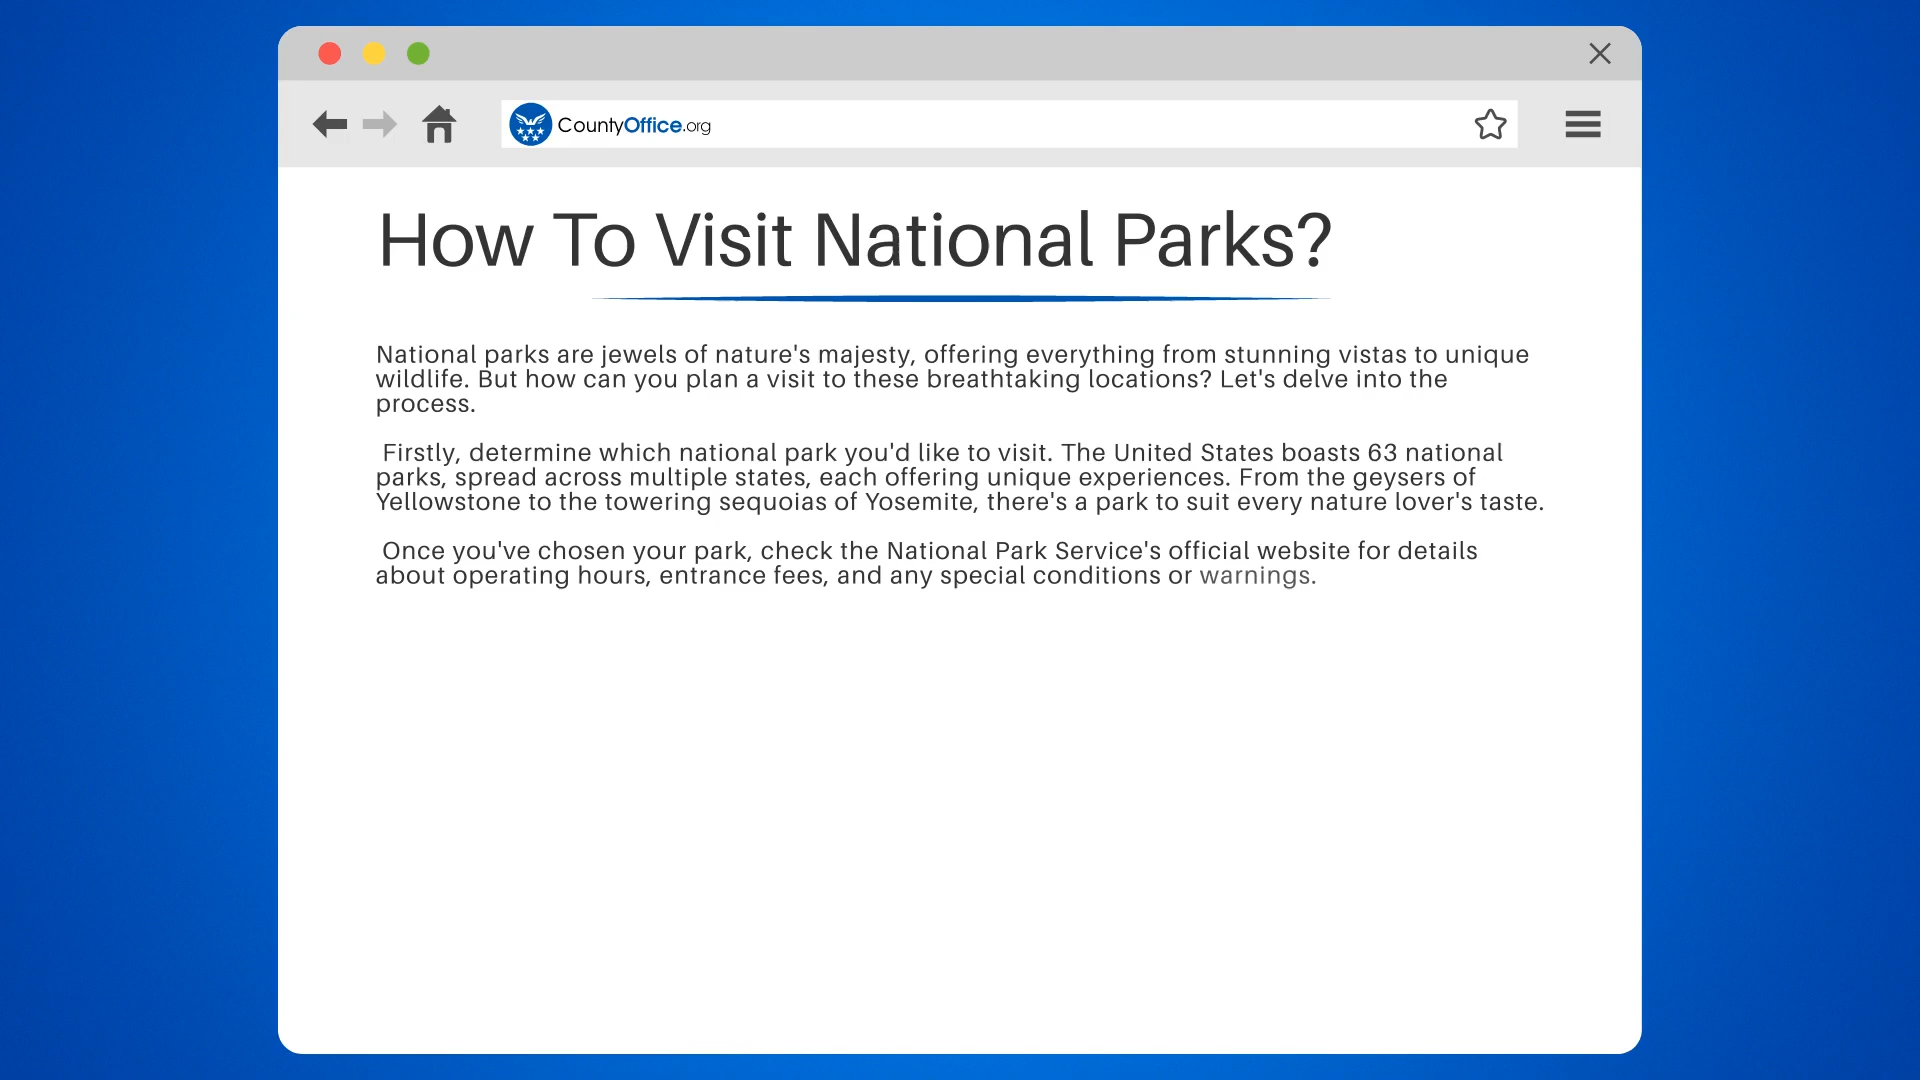 CountyOffice.org
How To Visit National Parks?
National parks are jewels of nature's majesty, offering everything from stunning vistas to unique
wildlife. But how can you plan a visit to these breathtaking locations? Let's delve into the
process.
Firstly, determine which national park you'd like to visit. The United States boasts 63 national
parks, spread across multiple states, each offering unique experiences. From the geysers of
Yellowstone to the towering sequoias of Yosemite, there's a park to suit every nature lover's taste.
Once you've chosen your park, check the National Park Service's official website for details
about operating hours, entrance fees, and any special conditions or warnings.